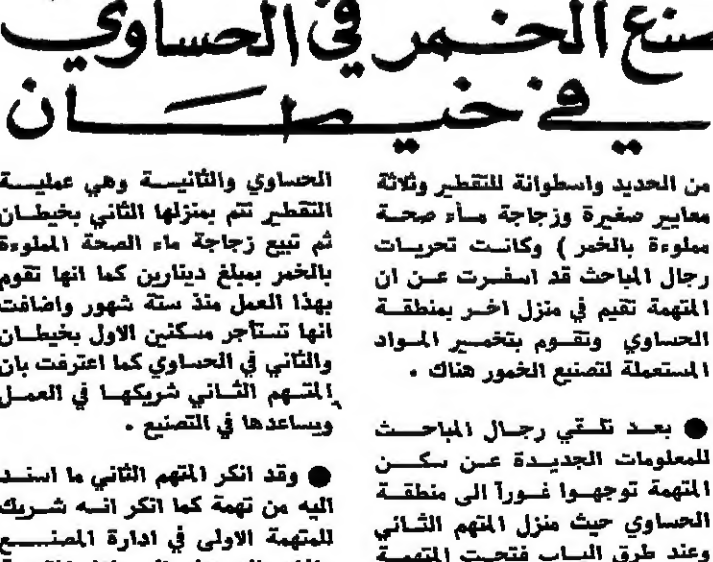 صنع الخمر في الحساوي
في خيطان
من الحديد واسطوانة للتقطير وثلاثة
معايير صغيرة وزجاجة ماء صحة
مملوءة بالخمر ) وكانت تحريات
رجال المباحث قد اسفرت عن ان
المتهمة تقيم في منزل اخر بمنطقة
الحساوي وتقوم بتخمير المواد
المستعملة لتصنيع الخمور هناك .
● بعد تلقي رجال المباحث
للمعلومات الجديدة عن سكن
المتهمة توجهوا فورآ الى منطقة
الحساوي حيث منزل المتهم الثاني
وعند طرق الباب فتحت المتهمة
الحساوي والثانية وهي عملية
التقطير تتم بمنزلها الثاني بخيطان
ثم تبيع زجاجة ماء الصحة المملوءة
بالخمر بمبلغ دينارين كما انها تقوم
بهذا العمل منذ ستة شهور واضافت
انها تستأجر مسكنين الاول بخيطان
والثاني في الحساوي كما اعترفت بان
المتهم الثاني شريكها في العمل
ويساعدها في التصنيع .
● وقد انكر المتهم الثاني ما اسند
اليه من تهمة كما انكر انه شريك
للمتهمة الاولى في ادارة المصنع